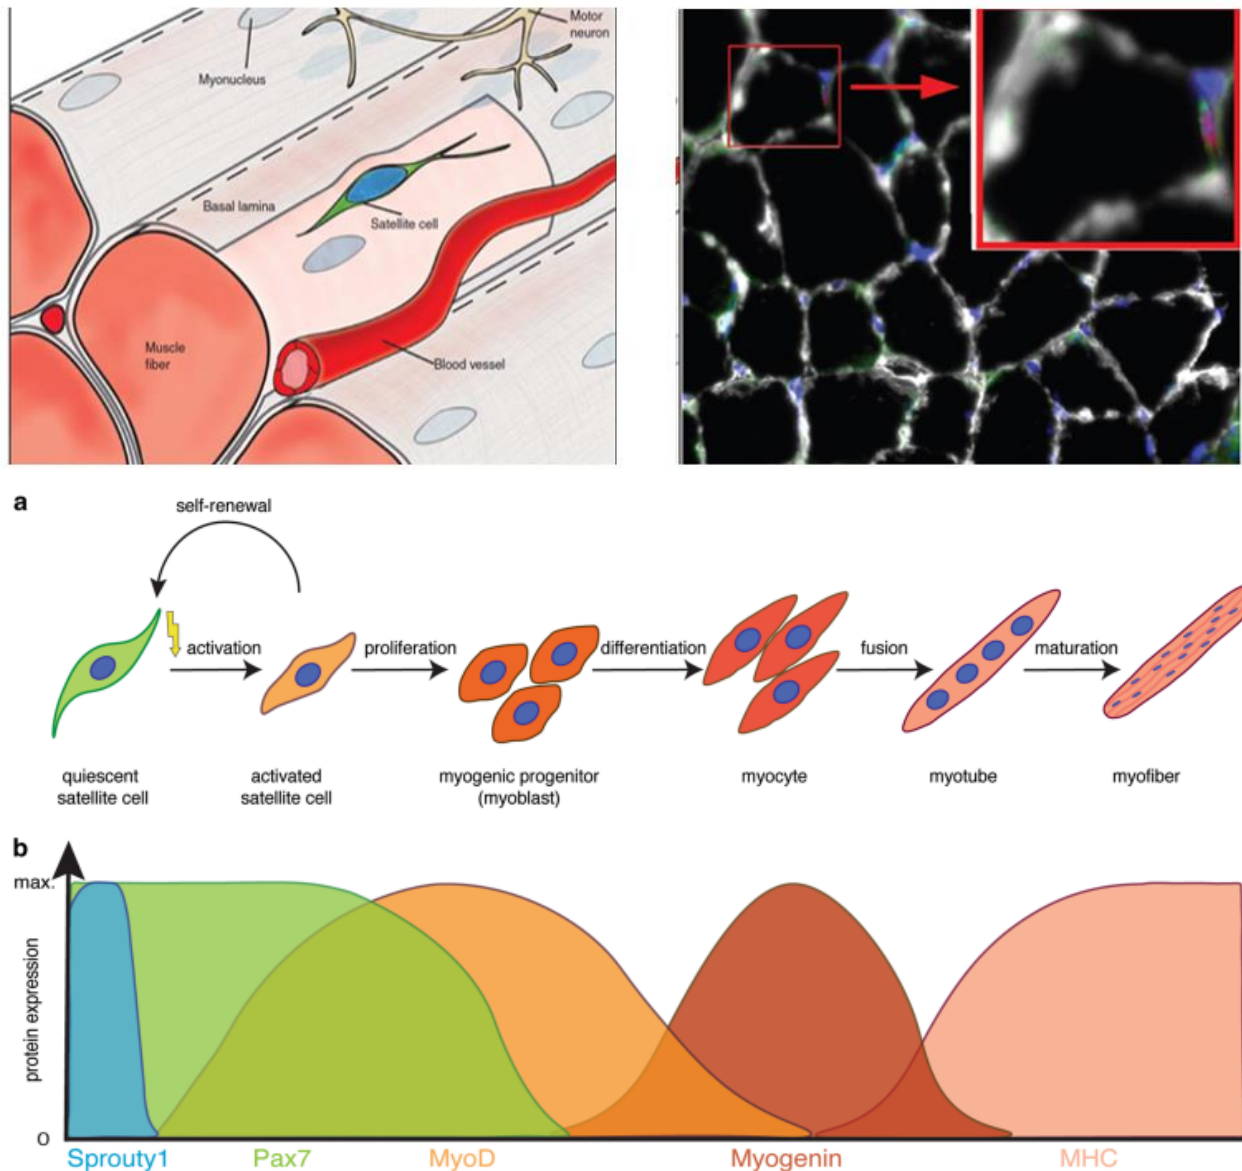 Motor
neuron
Myonucleus
Basal lamina
Satellite cell
Muscle
fiber
Blood vessel
a
self-renewal
activation
proliferation
differentiation
fusion
maturation
quiescent
satellite cell
activated
satellite cell
myogenic progenitor
(myoblast)
myocyte
myotube
myofiber
b
max.
protein expression
0
Sprouty1
Pax7
MyoD
Myogenin
MHC